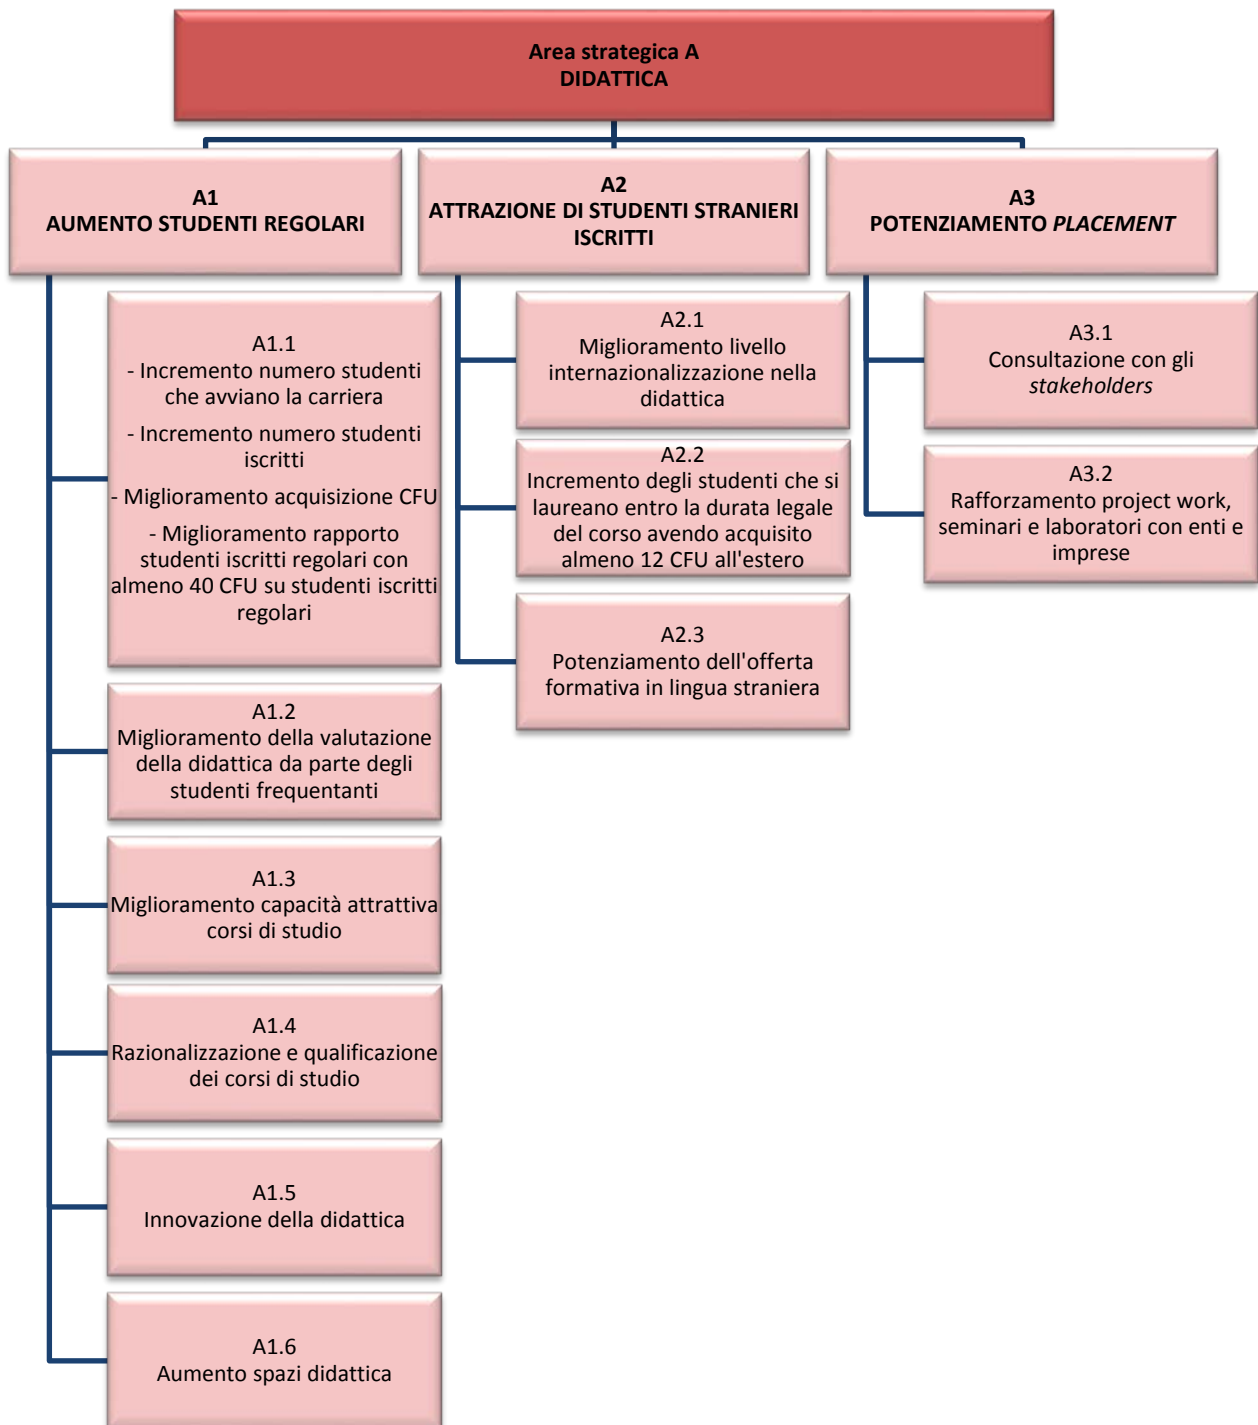 Area strategica A
DIDATTICA
A1
AUMENTO STUDENTI REGOLARI
A1.1
- Incremento numero studenti
che avviano la carriera
- Incremento numero studenti
iscritti
- Miglioramento acquisizione CFU
- Miglioramento rapporto
studenti iscritti regolari con
almeno 40 CFU su studenti iscritti
regolari
A1.2
Miglioramento della valutazione
della didattica da parte degli
studenti frequentanti
A1.3
Miglioramento capacità attrattiva
corsi di studio
A1.4
Razionalizzazione e qualificazione
dei corsi di studio
A1.5
Innovazione della didattica
A1.6
Aumento spazi didattica
A2
ATTRAZIONE DI STUDENTI STRANIERI
ISCRITTI
A2.1
Miglioramento livello
internazionalizzazione nella
didattica
A2.2
Incremento degli studenti che si
laureano entro la durata legale
del corso avendo acquisito
almeno 12 CFU all'estero
A2.3
Potenziamento dell'offerta
formativa in lingua straniera
A3
POTENZIAMENTO PLACEMENT
A3.1
Consultazione con gli
stakeholders
A3.2
Rafforzamento project work,
seminari e laboratori con enti e
imprese